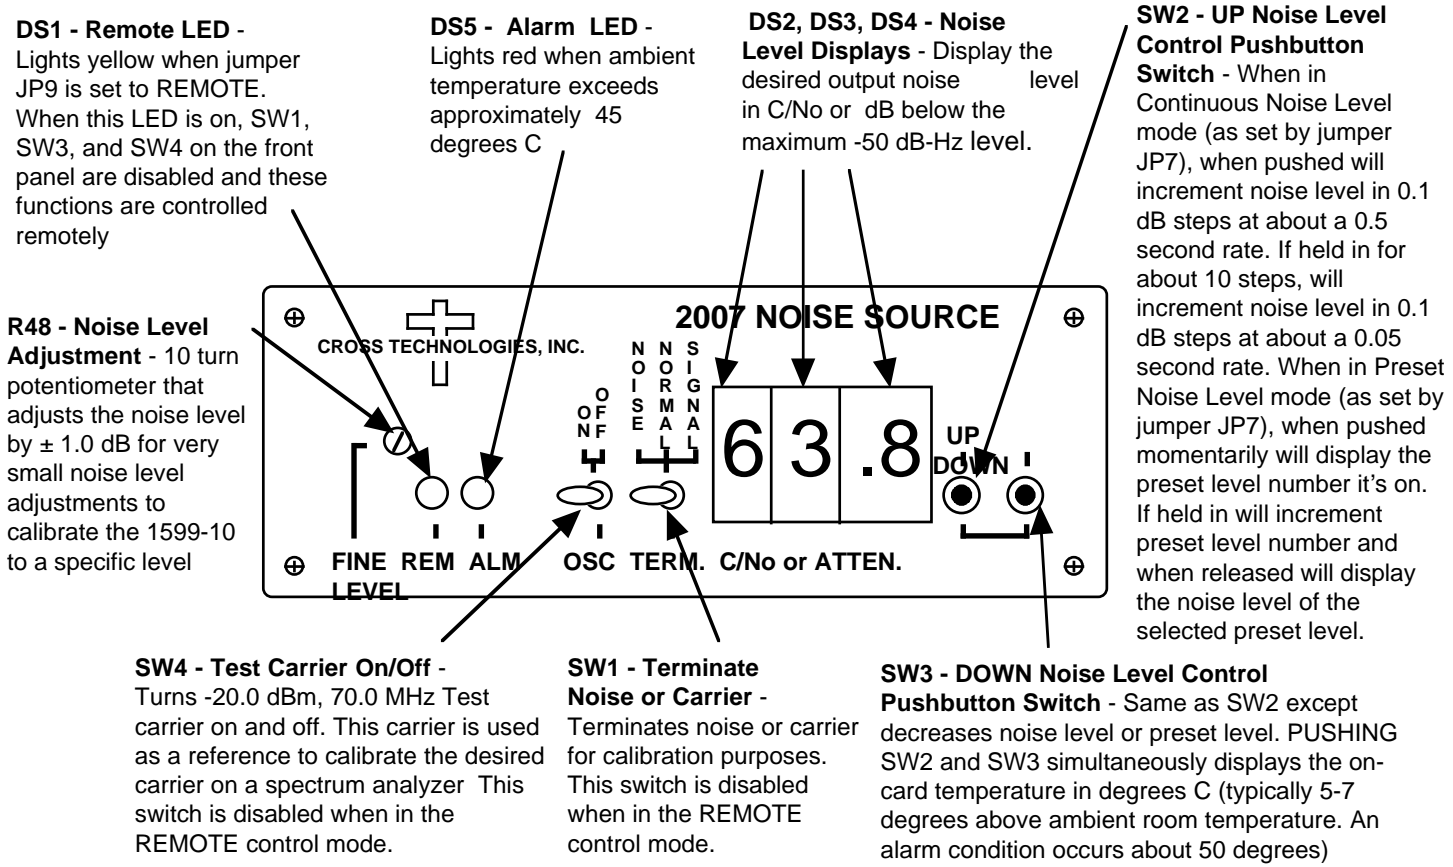 DS1 - Remote LED -
Lights yellow when jumper
JP9 is set to REMOTE.
When this LED is on, SW1,
SW3, and SW4 on the front
panel are disabled and these
functions are controlled
remotely
DS5 - Alarm LED -
Lights red when ambient
temperature exceeds
approximately 45
degrees C
DS2, DS3, DS4 - Noise
Level Displays - Display the
desired output noise level
in C/No or dB below the
maximum -50 dB-Hz level.
SW2 - UP Noise Level
Control Pushbutton
Switch - When in
Continuous Noise Level
mode (as set by jumper
JP7), when pushed will
increment noise level in 0.1
dB steps at about a 0.5
second rate. If held in for
about 10 steps, will
increment noise level in 0.1
dB steps at about a 0.05
second rate. When in Preset
Noise Level mode (as set by
jumper JP7), when pushed
momentarily will display the
preset level number it's on.
If held in will increment
preset level number and
when released will display
the noise level of the
selected preset level.
R48 - Noise Level
Adjustment - 10 turn
potentiometer that
adjusts the noise level
by ± 1.0 dB for very
small noise level
adjustments to
calibrate the 1599-10
to a specific level
2007 NOISE SOURCE
CROSS TECHNOLOGIES, INC.
ON
OFF
NOISE
NORMAL
SIGNAL
63.8
UP
DOWN
FINE REM ALM OSC TERM. C/No or ATTEN.
LEVEL
SW4 - Test Carrier On/Off -
Turns -20.0 dBm, 70.0 MHz Test
carrier on and off. This carrier is used
as a reference to calibrate the desired
carrier on a spectrum analyzer This
switch is disabled when in the
REMOTE control mode.
SW1 - Terminate
Noise or Carrier -
Terminates noise or carrier
for calibration purposes.
This switch is disabled
when in the REMOTE
control mode.
SW3 - DOWN Noise Level Control
Pushbutton Switch - Same as SW2 except
decreases noise level or preset level. PUSHING
SW2 and SW3 simultaneously displays the on-
card temperature in degrees C (typically 5-7
degrees above ambient room temperature. An
alarm condition occurs about 50 degrees)